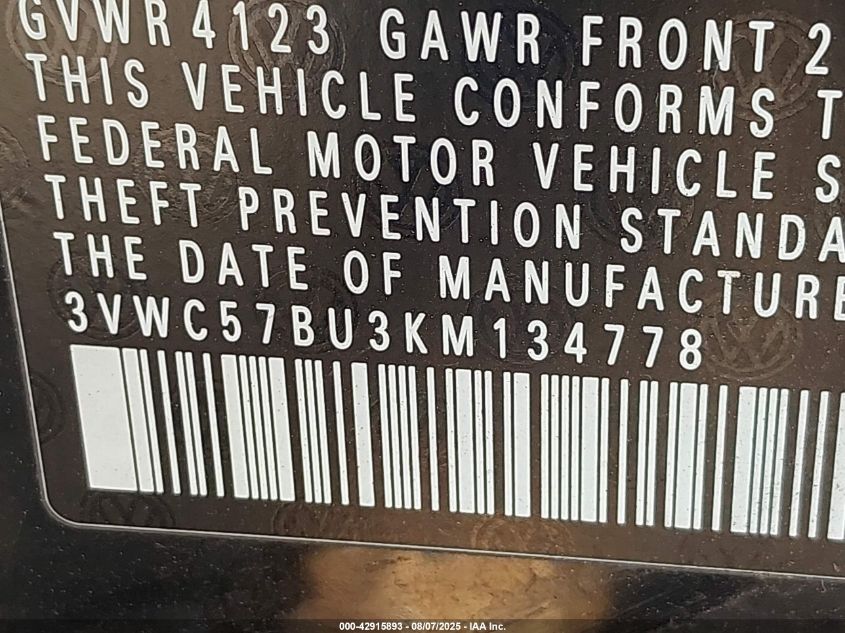 GVWR 4123 GAWR FRONT 2
THIS VEHICLE CONFORMS T
FEDERAL MOTOR VEHICLE S
THEFT PREVENTION STANDA
THE DATE OF MANUFACTURE
3VWC57BU3KM134778
000-42915893 - 08/07/2025 - IAA Inc.